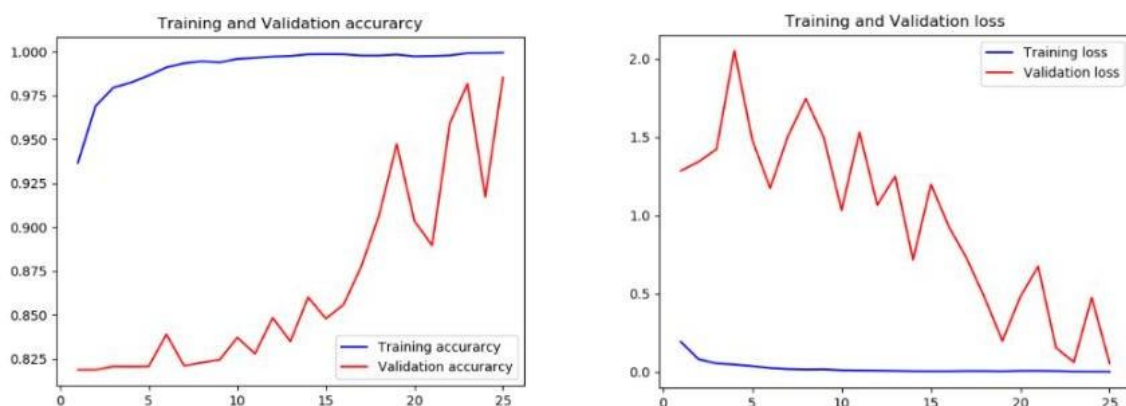 Training and Validation accurarcy
1.000
0.975
0.950
0.925
0.900
0.875
0.850
0.825
Training accurarcy
Validation accurarcy
0 5 10 15 20 25
Training and Validation loss
2.0
1.5
1.0
0.5
0.0
Training loss
Validation loss
0 5 10 15 20 25